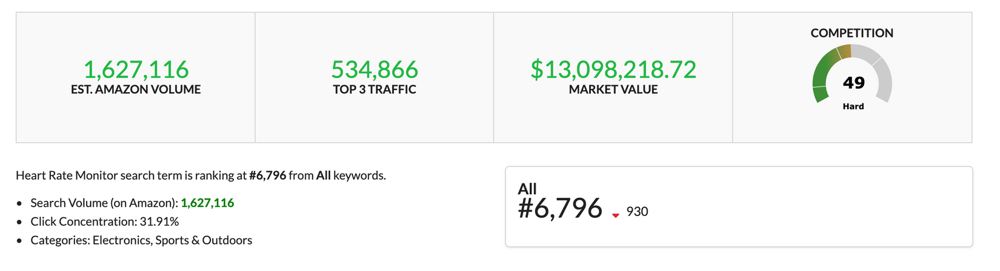 1,627,116
EST. AMAZON VOLUME
534,866
TOP 3 TRAFFIC
$13,098,218.72
MARKET VALUE
COMPETITION
49
Hard
Heart Rate Monitor search term is ranking at #6,796 from All keywords.
• Search Volume (on Amazon): 1,627,116
• Click Concentration: 31.91%
• Categories: Electronics, Sports & Outdoors
All
#6,796 930